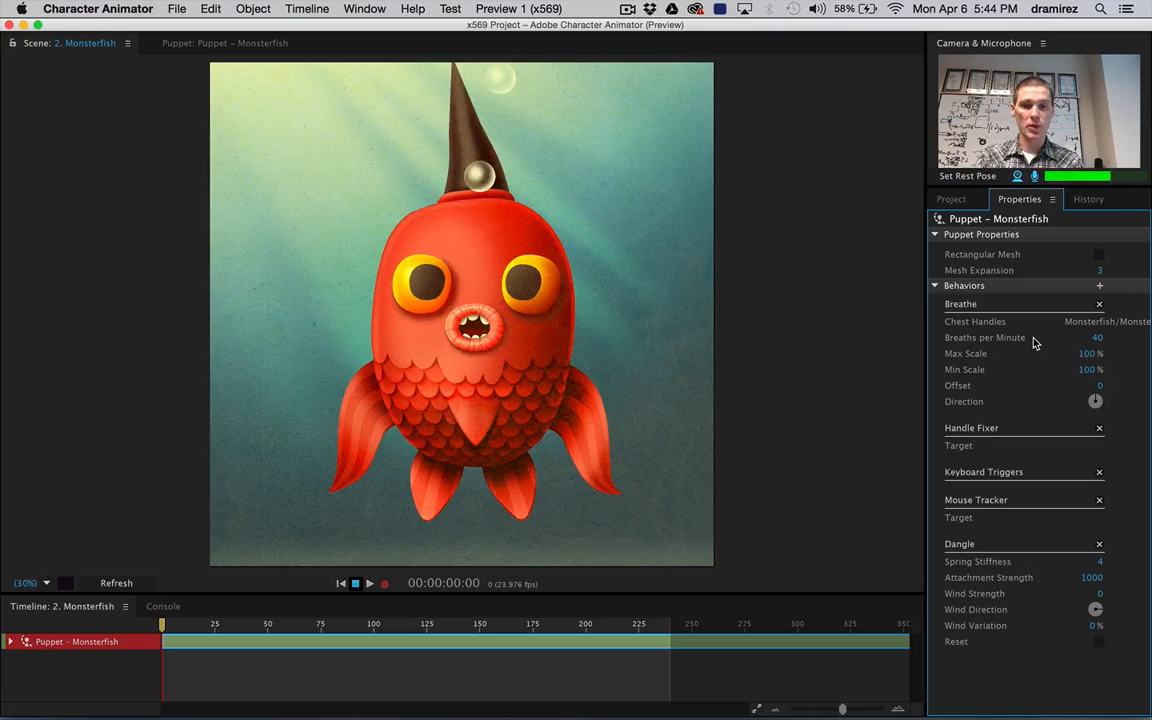 Character Animator File Edit Object Timeline Window Help Test Preview 1 (x569) 58% Mon Apr 6 5:44 PM dramirez
x569 Project – Adobe Character Animator (Preview)
Scene: 2. Monsterfish Puppet: Puppet – Monsterfish
Camera & Microphone
Set Rest Pose
Project Properties History
Puppet – Monsterfish
Puppet Properties
Rectangular Mesh
Mesh Expansion 3
Behaviors +
Breathe
Chest Handles Monsterfish/Monste
Breaths per Minute 40
Max Scale 100 %
Min Scale 100 %
Offset 0
Direction
Handle Fixer
Target
Keyboard Triggers
Mouse Tracker
Target
Dangle
Spring Stiffness 4
Attachment Strength 1000
Wind Strength 0
Wind Direction
Wind Variation 0 %
Reset
(30%) Refresh 00:00:00:00 0 (23.976 fps)
Timeline: 2. Monsterfish Console
25 50 75 100 125 150 175 200 225 250 275 300 325 35
Puppet – Monsterfish